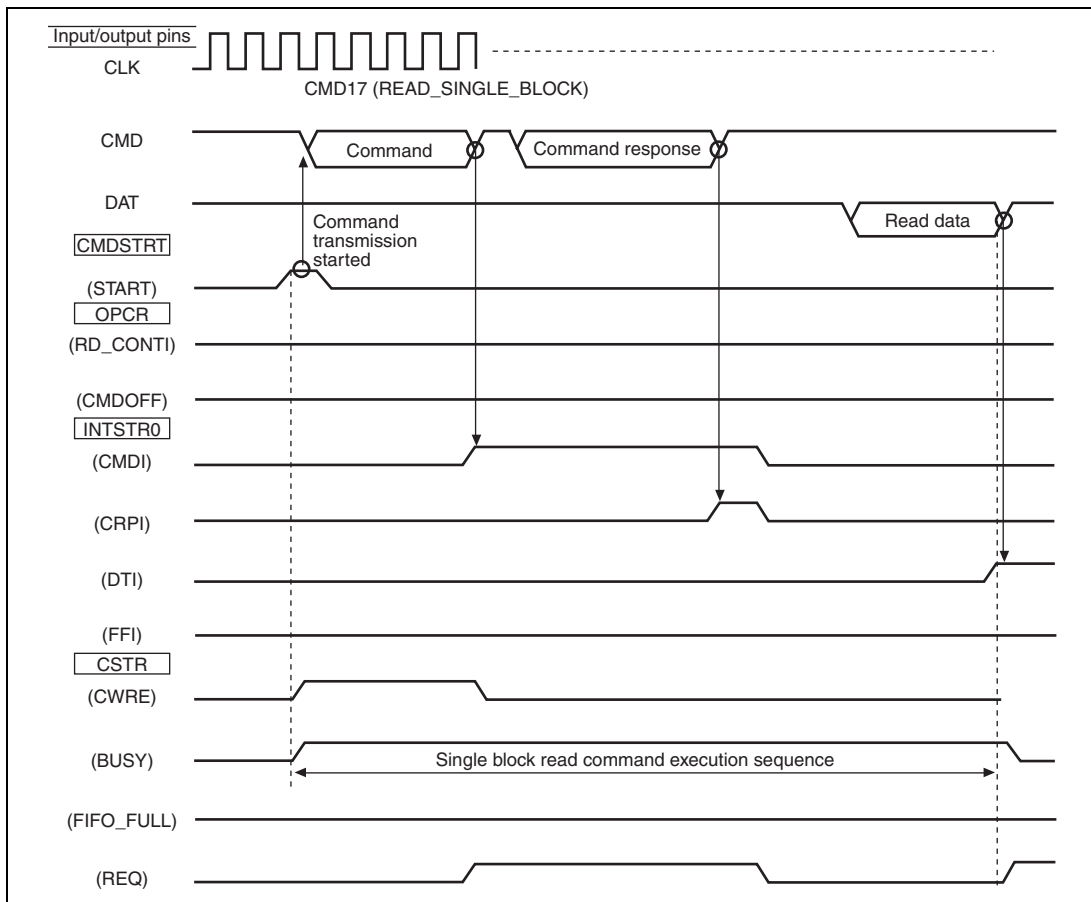 Input/output pins
CLK
CMD17 (READ_SINGLE_BLOCK)
CMD
Command
Command response
DAT
Read data
Command
transmission
started
CMDSTRT
(START)
OPCR
(RD_CONTI)
(CMDOFF)
INTSTR0
(CMDI)
(CRPI)
(DTI)
(FFI)
CSTR
(CWRE)
(BUSY)
Single block read command execution sequence
(FIFO_FULL)
(REQ)